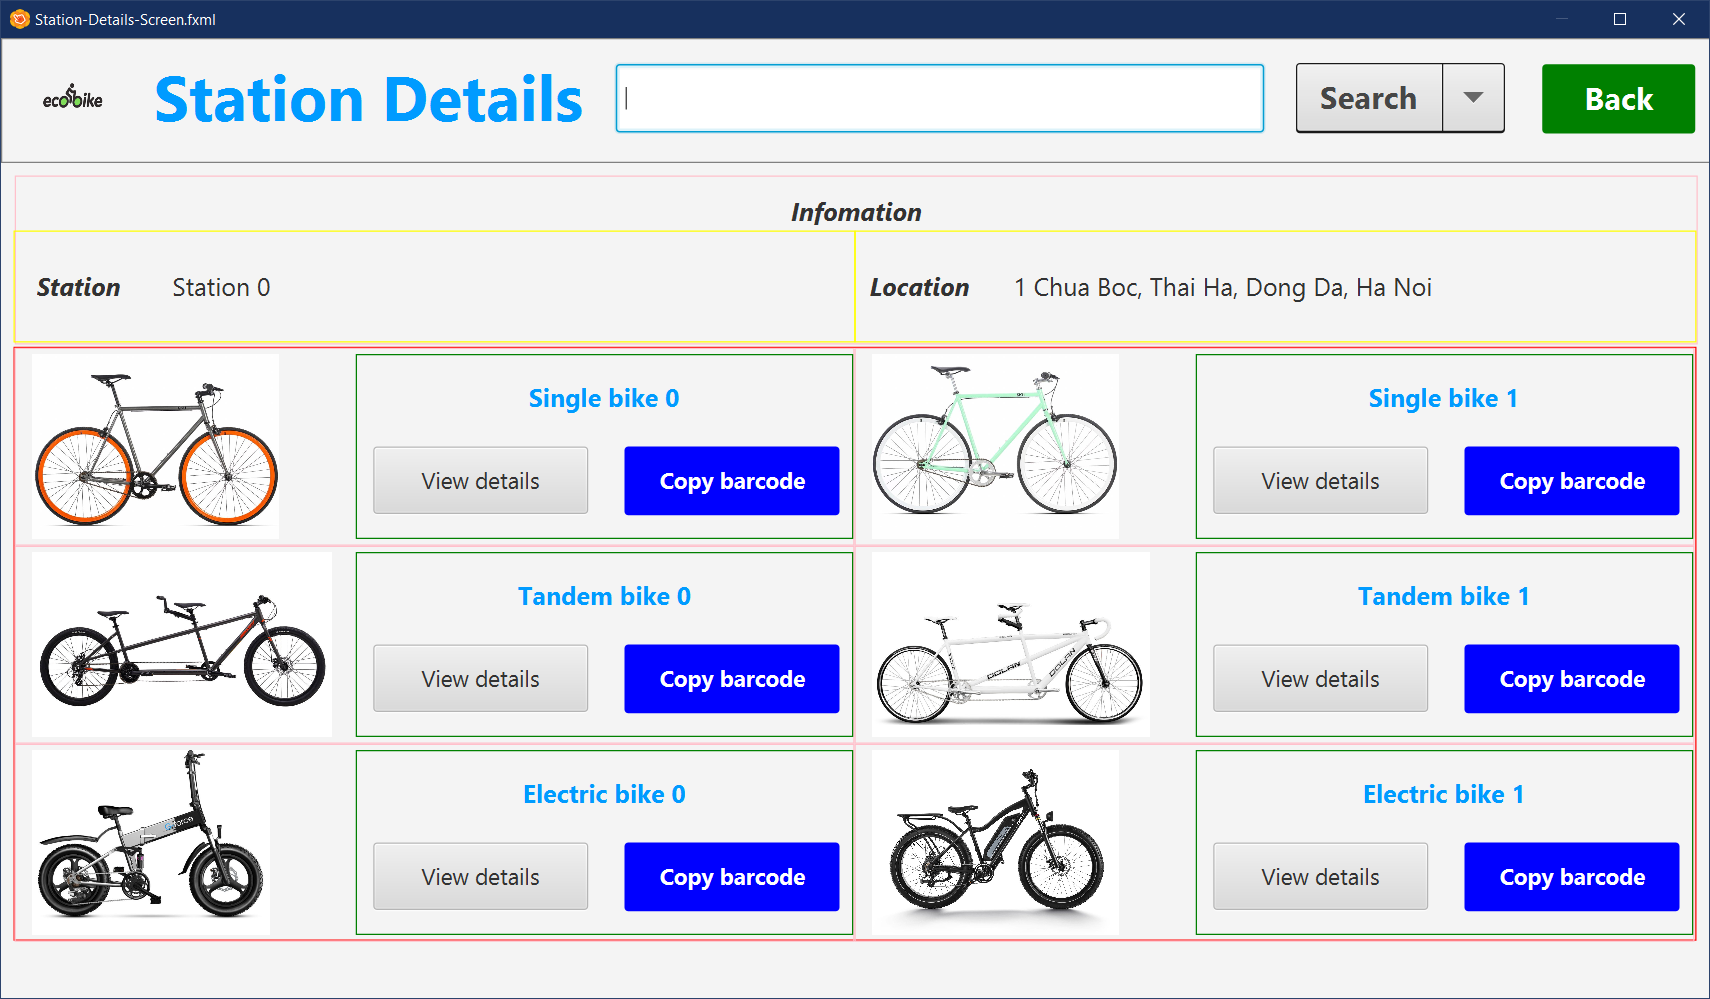 Station-Details-Screen.fxml
ecobike
Station Details
Search
Back
Infomation
Station
Station 0
Location
1 Chua Boc, Thai Ha, Dong Da, Ha Noi
Single bike 0
View details
Copy barcode
Single bike 1
View details
Copy barcode
Tandem bike 0
View details
Copy barcode
DOLAN
DOLAN
Tandem bike 1
View details
Copy barcode
Electric bike 0
View details
Copy barcode
Electric bike 1
View details
Copy barcode